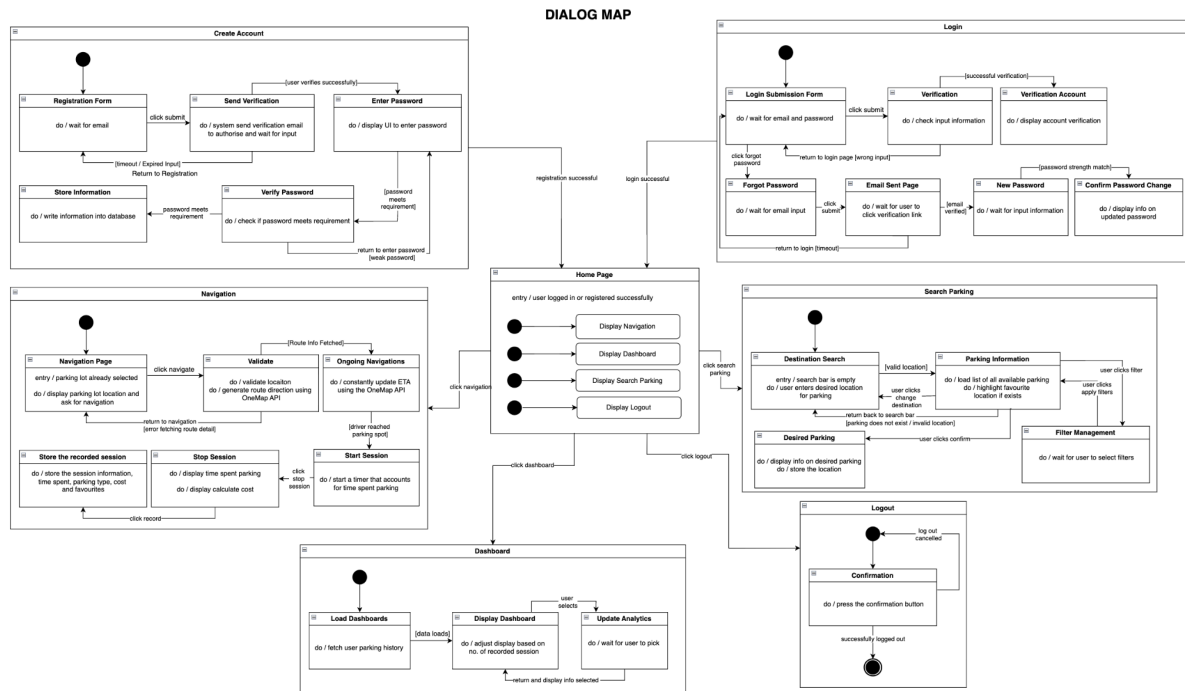 DIALOG MAP
Create Account
[user verifies successfully]
Registration Form
do / wait for email
click submit
Send Verification
do / system send verification email
to authorise and wait for input
Enter Password
do / display UI to enter password
[timeout / Expired Input]
Return to Registration
Store Information
do / write information into database
password meets
requirement
Verify Password
do / check if password meets requirement
[password
meets
requirement]
return to enter password
[weak password]
registration successful
Login
[successful verification]
Login Submission Form
do / wait for email and password
click submit
Verification
do / check input information
Verification Account
do / display account verification
return to login page [wrong input]
click forgot
password
[password strength match]
Forgot Password
do / wait for email input
click
submit
Email Sent Page
do / wait for user to
click verification link
[email
verified]
New Password
do / wait for input information
Confirm Password Change
do / display info on
updated password
return to login [timeout]
login successful
Home Page
entry / user logged in or registered successfully
Display Navigation
Display Dashboard
Display Search Parking
Display Logout
click navigation
click search
parking
click dashboard
click logout
Navigation
[Route Info Fetched]
Navigation Page
entry / parking lot already selected
do / display parking lot location and
ask for navigation
click navigate
Validate
do / validate locaiton
do / generate route direction using
OneMap API
Ongoing Navigations
do / constantly update ETA
using the OneMap API
return to navigation
[error fetching route detail]
[driver reached
parking spot]
Store the recorded session
do / store the session information,
time spent, parking type, cost
and favourites
Stop Session
do / display time spent parking
do / display calculate cost
click
stop
session
Start Session
do / start a timer that accounts
for time spent parking
click record
Search Parking
Destination Search
entry / search bar is empty
do / user enters desired location
for parking
[valid location]
user clicks
change
destination
Parking Information
do / load list of all available parking
do / highlight favourite
location if exists
user clicks filter
user clicks
apply filters
return back to search bar
[parking does not exist / invalid location]
Desired Parking
do / display info on desired parking
do / store the location
user clicks confirm
Filter Management
do / wait for user to select filters
Logout
log out
cancelled
Confirmation
do / press the confirmation button
successfully logged out
Dashboard
Load Dashboards
do / fetch user parking history
[data loads]
Display Dashboard
do / adjust display based on
no. of recorded session
user
selects
Update Analytics
do / wait for user to pick
return and display info selected